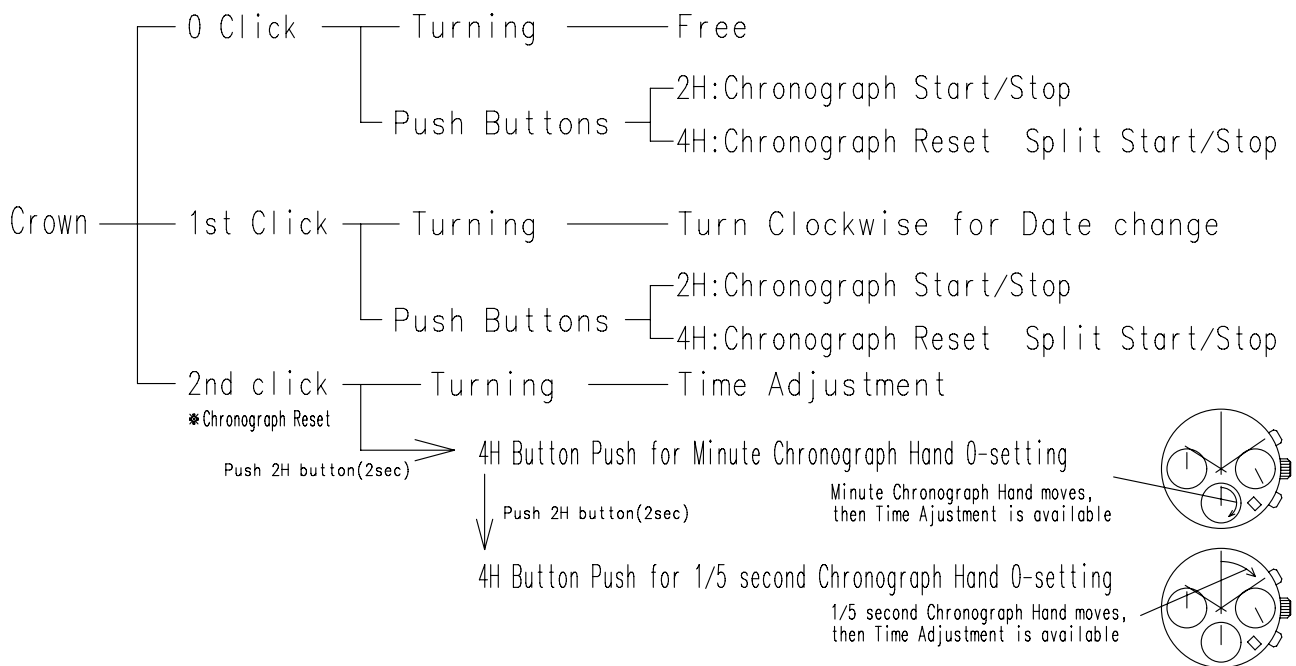 0 Click Turning Free
2H:Chronograph Start/Stop
Push Buttons
4H:Chronograph Reset Split Start/Stop
Crown 1st Click Turning Turn Clockwise for Date change
2H:Chronograph Start/Stop
Push Buttons
4H:Chronograph Reset Split Start/Stop
2nd click Turning Time Adjustment
※Chronograph Reset
Push 2H button(2sec)
4H Button Push for Minute Chronograph Hand 0-setting
Minute Chronograph Hand moves,
then Time Ajustment is available
Push 2H button(2sec)
4H Button Push for 1/5 second Chronograph Hand 0-setting
1/5 second Chronograph Hand moves,
then Time Adjustment is available